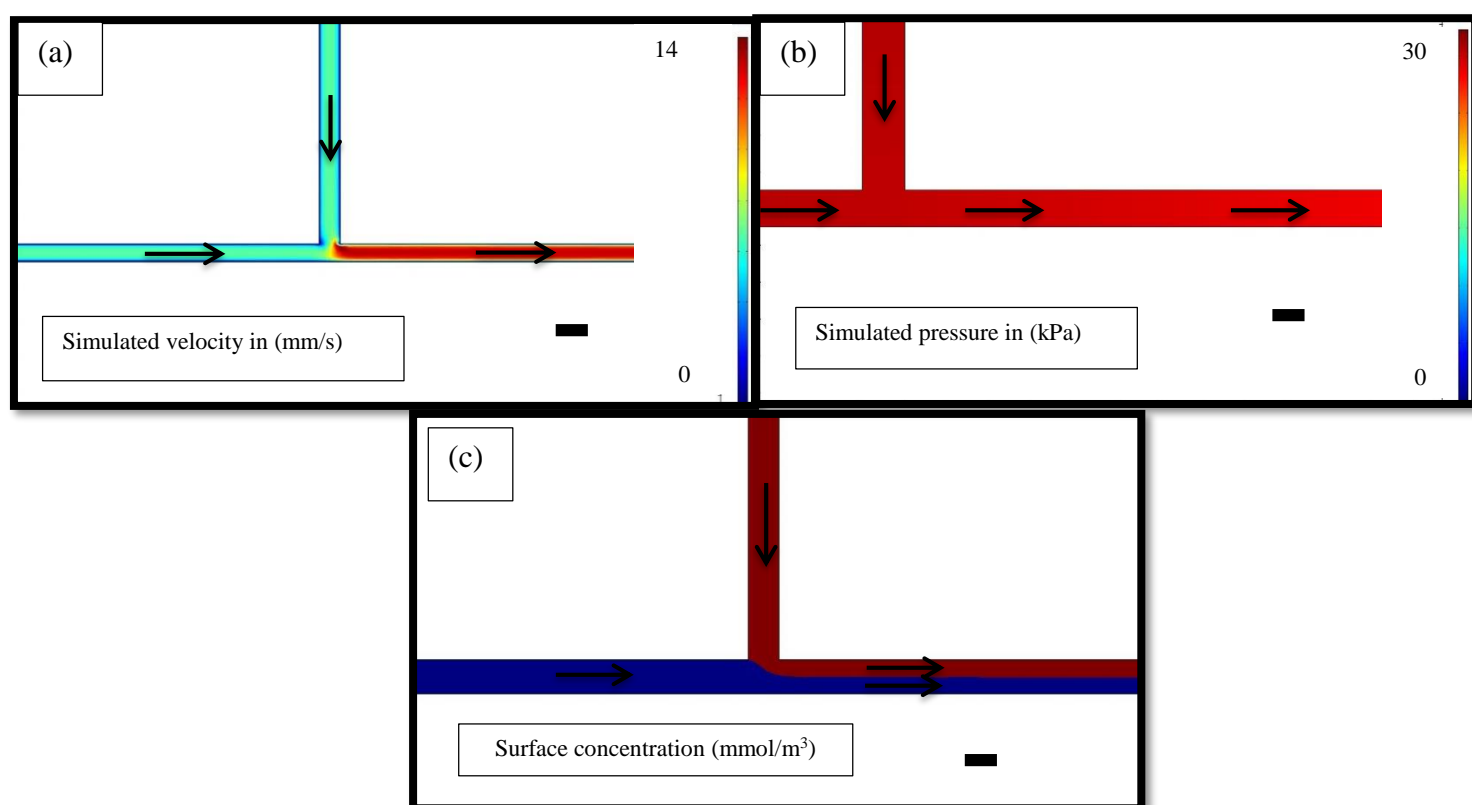 (a)
14
Simulated velocity in (mm/s)
0
(b)
30
Simulated pressure in (kPa)
0
(c)
Surface concentration (mmol/m³)